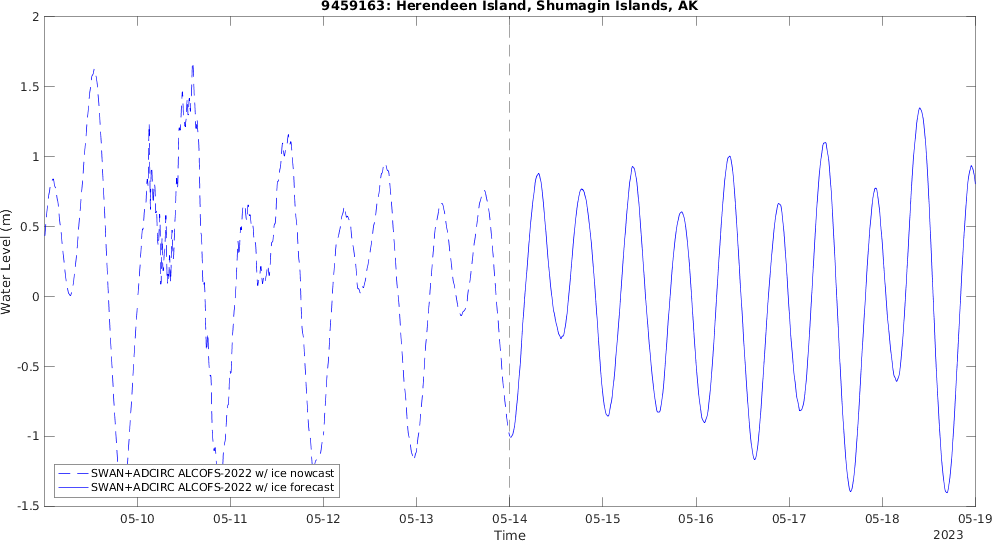 9459163: Herendeen Island, Shumagin Islands, AK
2
1.5
1
0.5
0
-0.5
-1
-1.5
Water Level (m)
SWAN+ADCIRC ALCOFS-2022 w/ ice nowcast
SWAN+ADCIRC ALCOFS-2022 w/ ice forecast
05-10 05-11 05-12 05-13 05-14 05-15 05-16 05-17 05-18 05-19
Time
2023